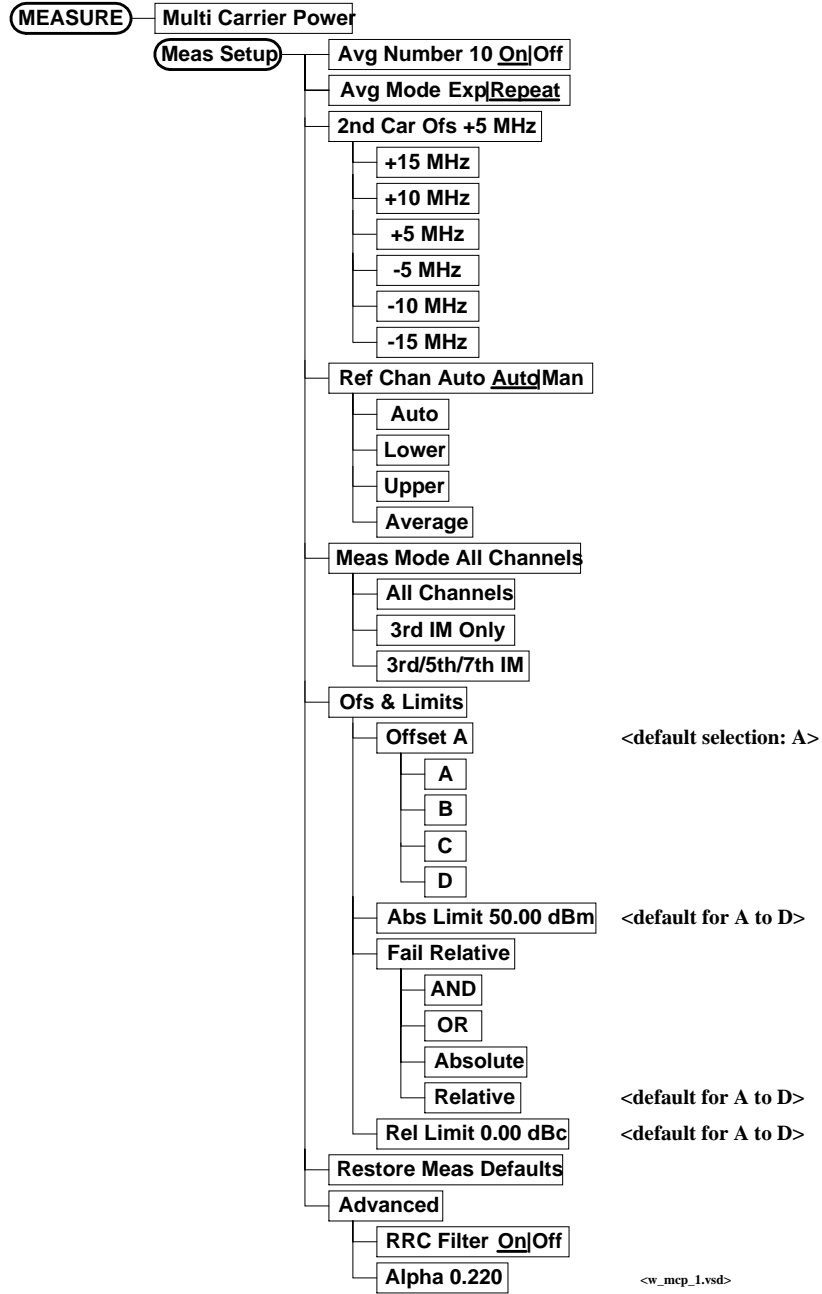 MEASURE Multi Carrier Power
Meas Setup Avg Number 10 On|Off
Avg Mode Exp|Repeat
2nd Car Ofs +5 MHz
+15 MHz
+10 MHz
+5 MHz
-5 MHz
-10 MHz
-15 MHz
Ref Chan Auto Auto|Man
Auto
Lower
Upper
Average
Meas Mode All Channels
All Channels
3rd IM Only
3rd/5th/7th IM
Ofs & Limits
Offset A <default selection: A>
A
B
C
D
Abs Limit 50.00 dBm <default for A to D>
Fail Relative
AND
OR
Absolute
Relative <default for A to D>
Rel Limit 0.00 dBc <default for A to D>
Restore Meas Defaults
Advanced
RRC Filter On|Off
Alpha 0.220 <w_mcp_1.vsd>